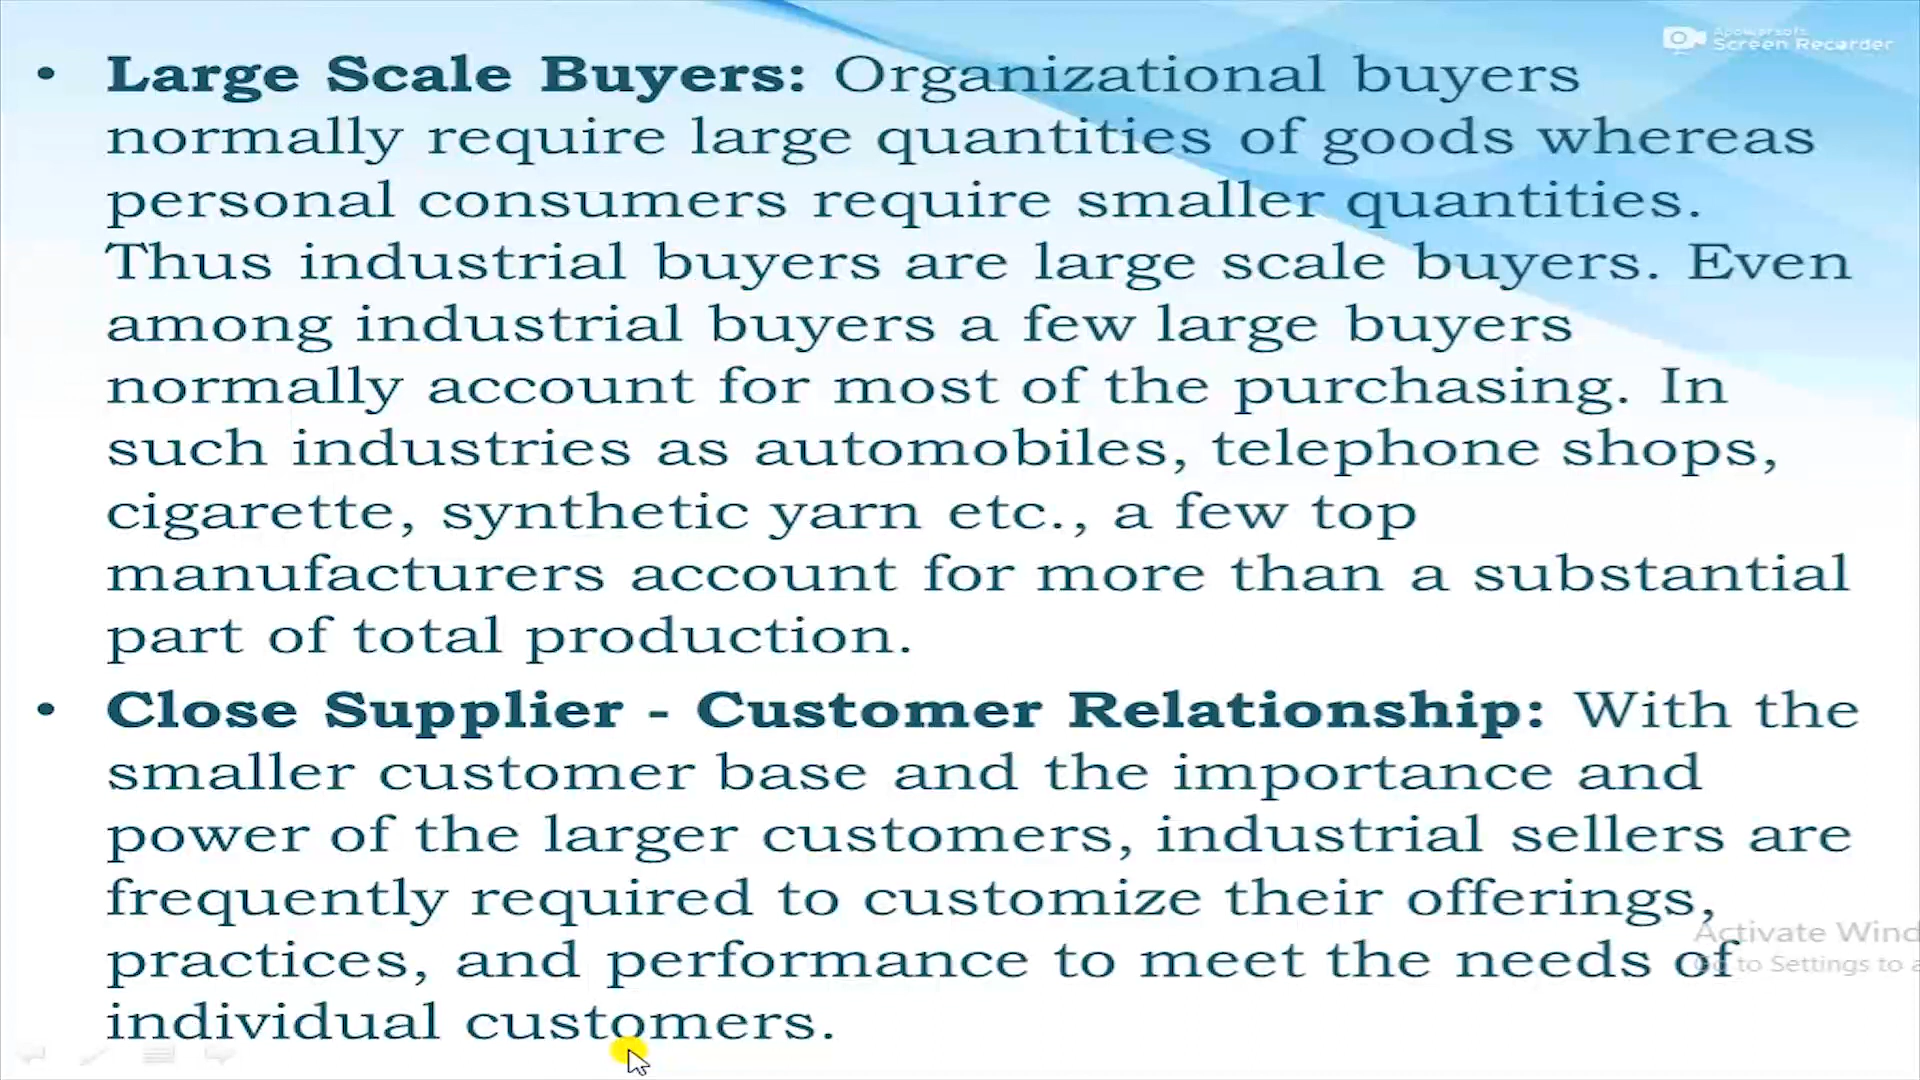 Apowersoft
Screen Recorder
• Large Scale Buyers: Organizational buyers
normally require large quantities of goods whereas
personal consumers require smaller quantities.
Thus industrial buyers are large scale buyers. Even
among industrial buyers a few large buyers
normally account for most of the purchasing. In
such industries as automobiles, telephone shops,
cigarette, synthetic yarn etc., a few top
manufacturers account for more than a substantial
part of total production.
• Close Supplier - Customer Relationship: With the
smaller customer base and the importance and
power of the larger customers, industrial sellers are
frequently required to customize their offerings,
practices, and performance to meet the needs of
individual customers.
Activate Wind
to Settings to a